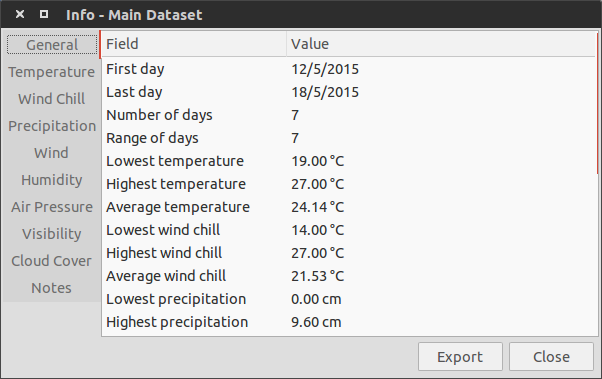 Info - Main Dataset
General
Temperature
Wind Chill
Precipitation
Wind
Humidity
Air Pressure
Visibility
Cloud Cover
Notes
Field Value
First day 12/5/2015
Last day 18/5/2015
Number of days 7
Range of days 7
Lowest temperature 19.00 °C
Highest temperature 27.00 °C
Average temperature 24.14 °C
Lowest wind chill 14.00 °C
Highest wind chill 27.00 °C
Average wind chill 21.53 °C
Lowest precipitation 0.00 cm
Highest precipitation 9.60 cm
Export Close